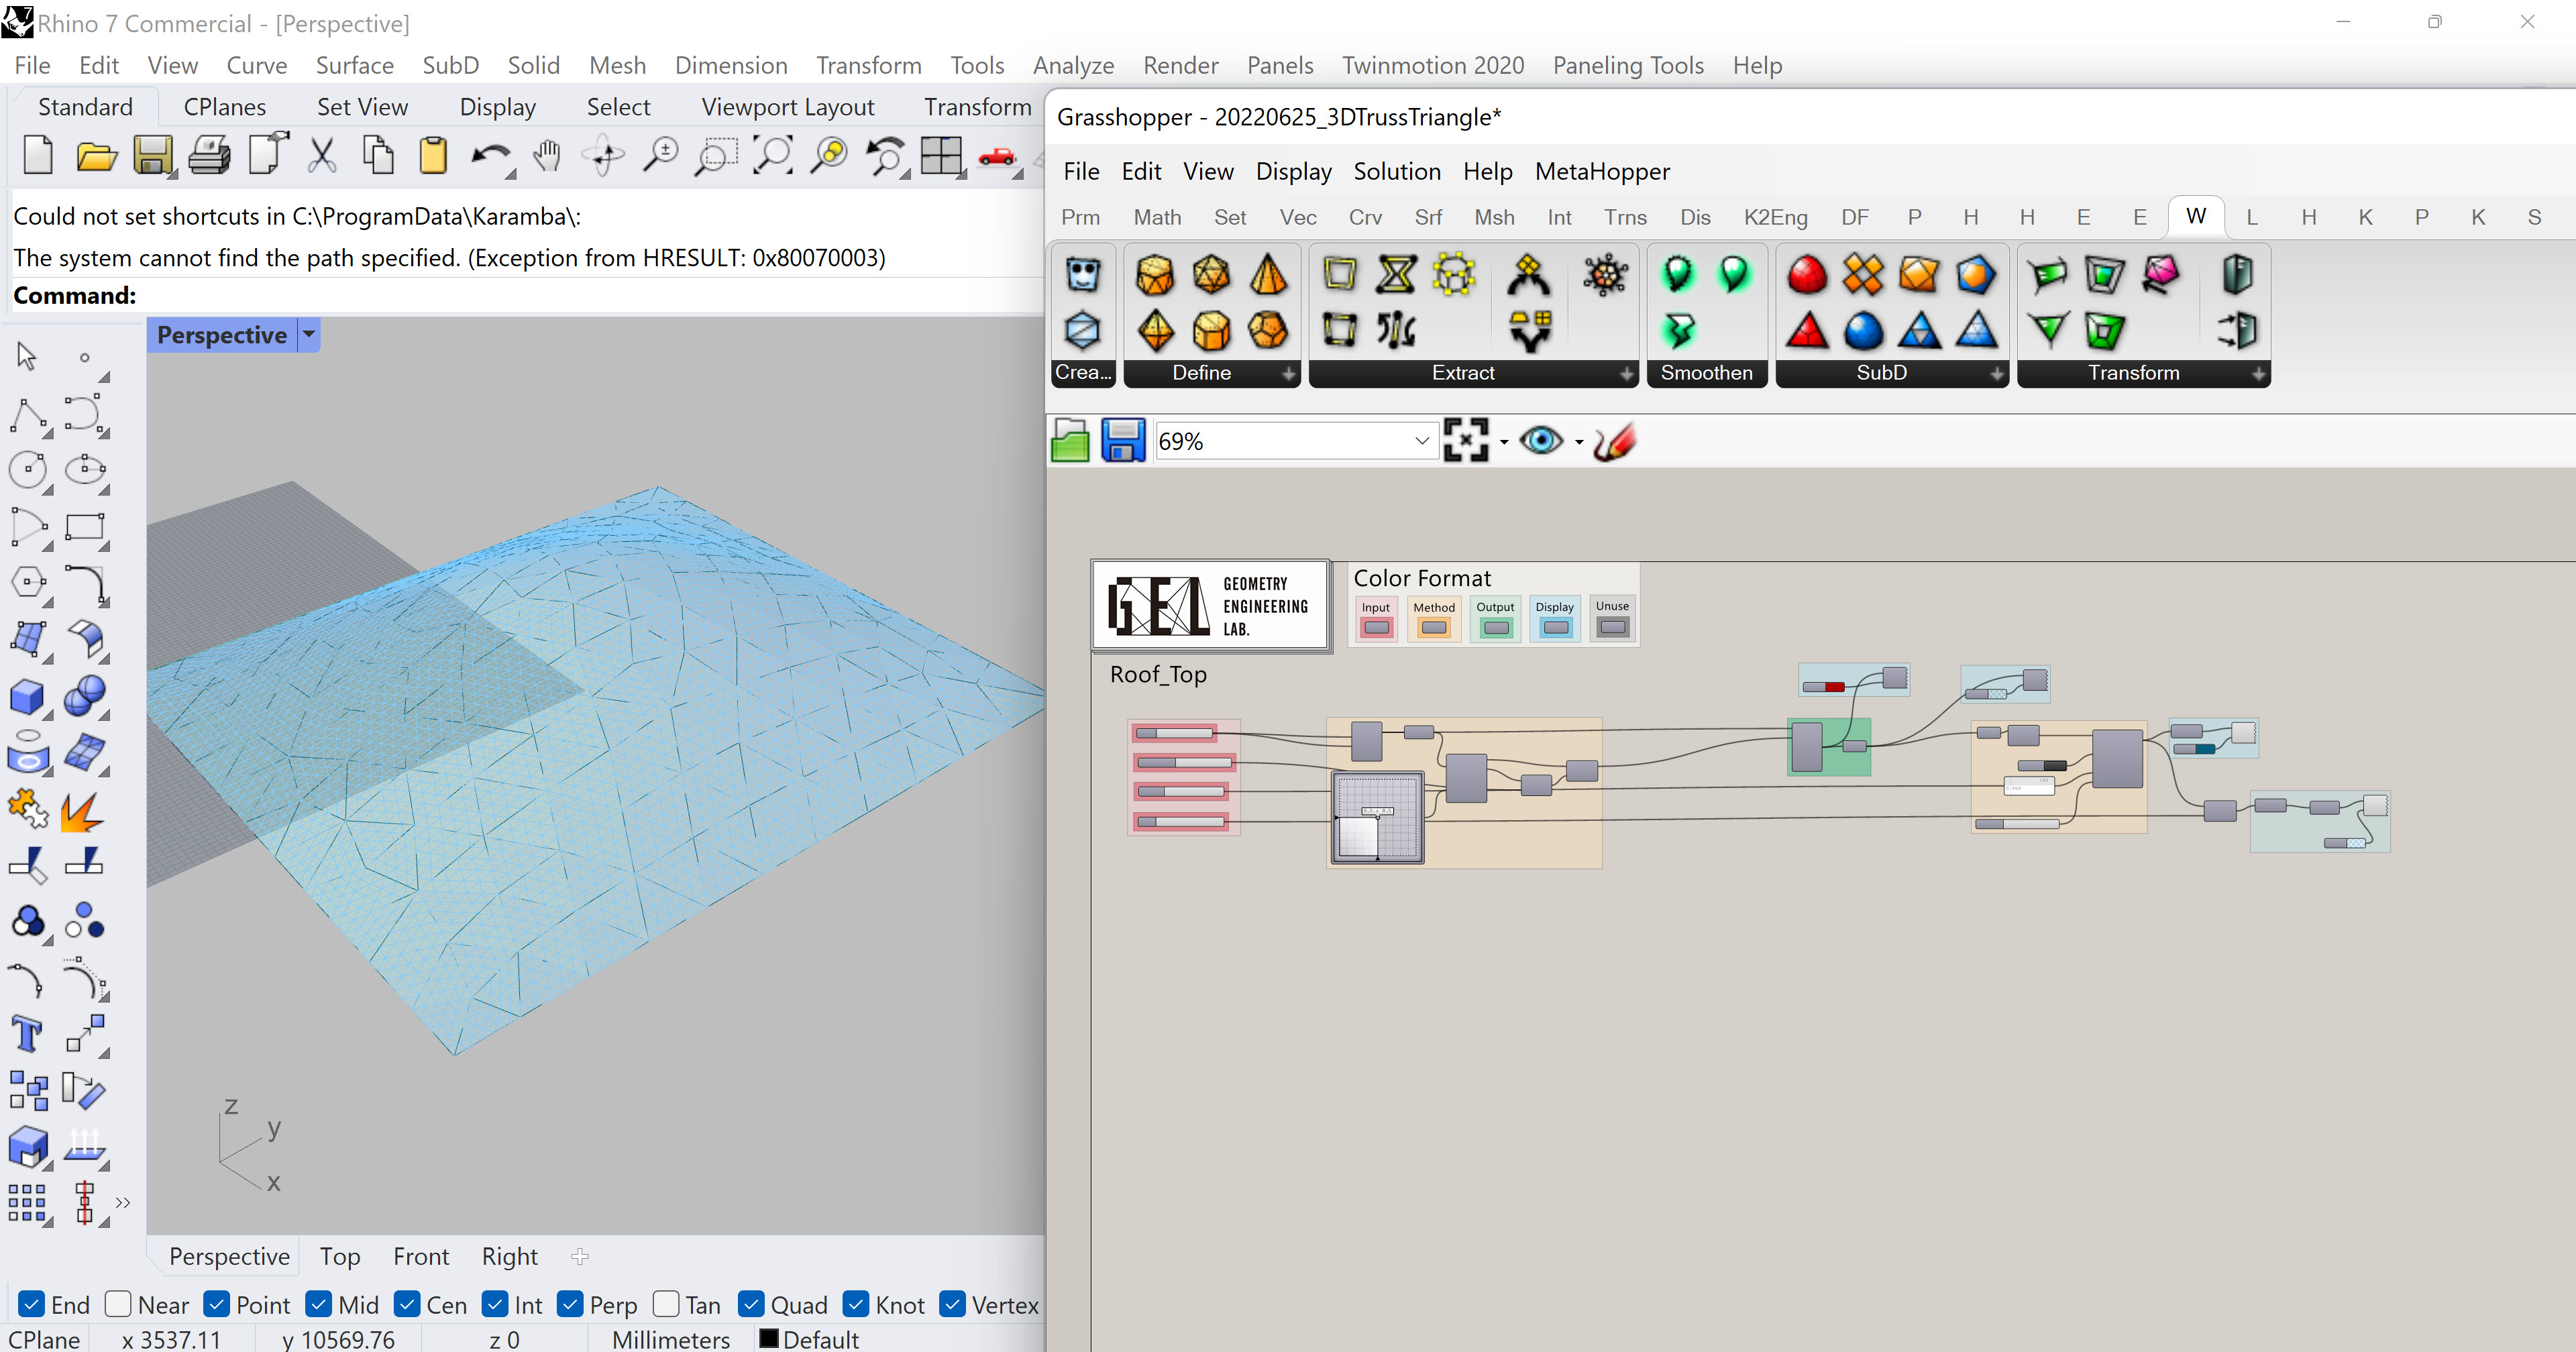 Rhino 7 Commercial - [Perspective]
File Edit View Curve Surface SubD Solid Mesh Dimension Transform Tools Analyze Render Panels Twinmotion 2020 Paneling Tools Help
Standard CPlanes Set View Display Select Viewport Layout Transform
Could not set shortcuts in C:\ProgramData\Karamba\:
The system cannot find the path specified. (Exception from HRESULT: 0x80070003)
Command:
Perspective
z
y
x
Perspective Top Front Right
End Near Point Mid Cen Int Perp Tan Quad Knot Vertex
CPlane x 3537.11 y 10569.76 z 0 Millimeters Default
Grasshopper - 20220625_3DTrussTriangle*
File Edit View Display Solution Help MetaHopper
Prm Math Set Vec Crv Srf Msh Int Trns Dis K2Eng DF P H H E E W L H K P K S
Crea... Define Extract Smoothen SubD Transform
69%
GEL
GEOMETRY
ENGINEERING
LAB.
Color Format
Input Method Output Display Unuse
Roof_Top